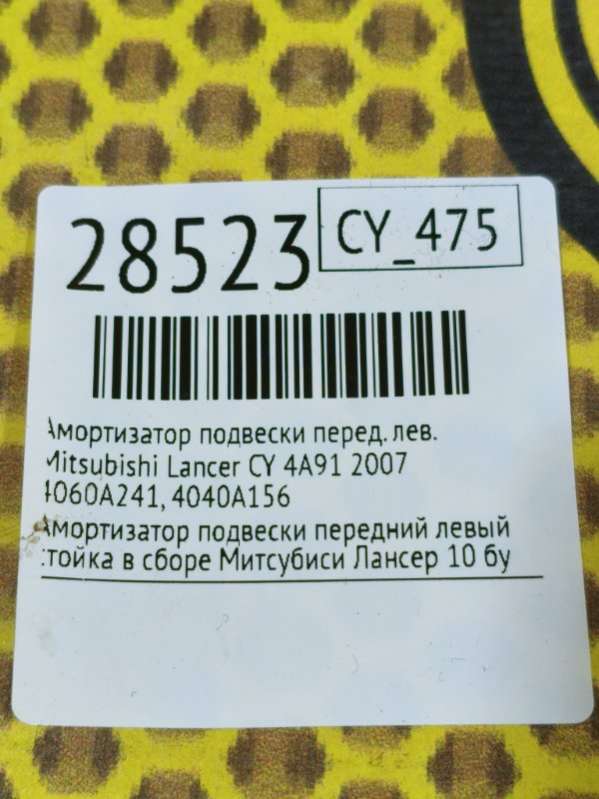 28523
CY_475
Амортизатор подвески перед. лев.
Mitsubishi Lancer CY 4A91 2007
4060A241, 4040A156
Амортизатор подвески передний левый
стойка в сборе Митсубиси Лансер 10 бу